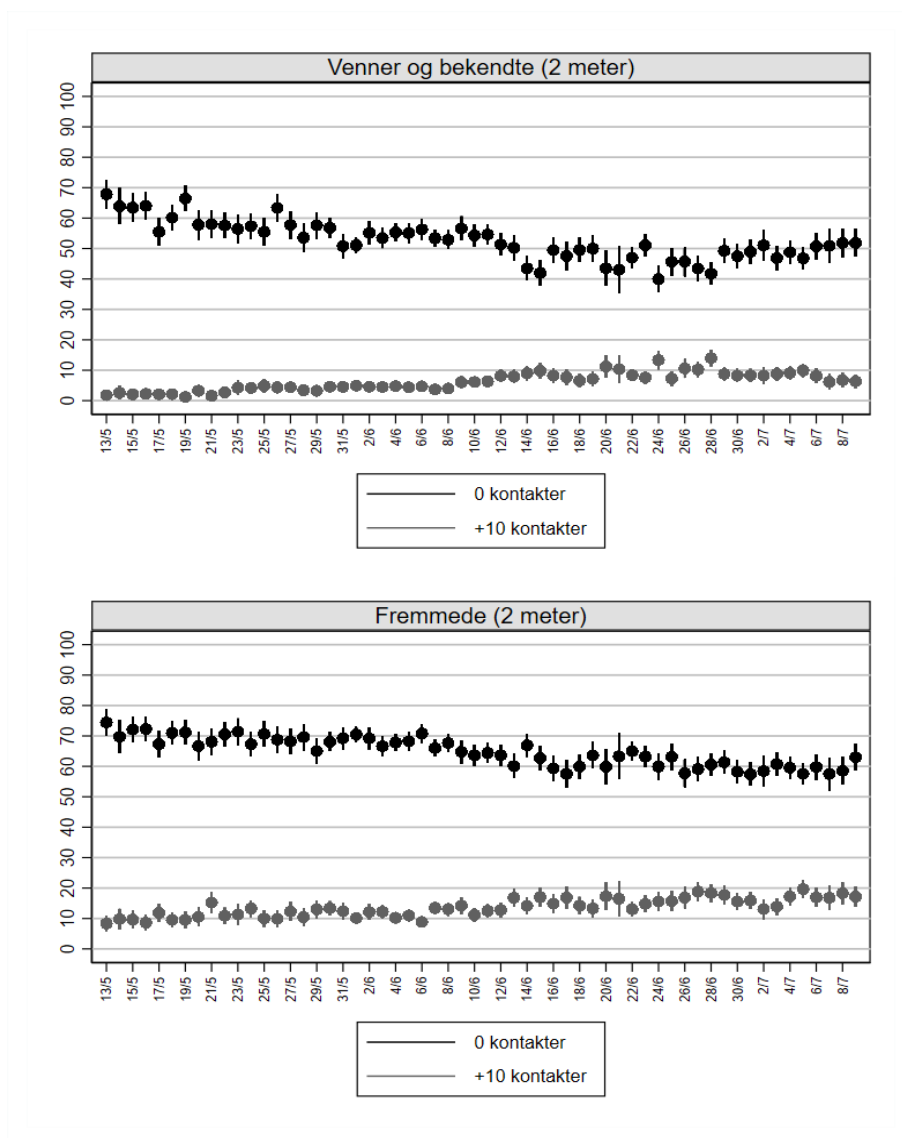 Venner og bekendte (2 meter)
0 10 20 30 40 50 60 70 80 90 100
13/5 15/5 17/5 19/5 21/5 23/5 25/5 27/5 29/5 31/5 2/6 4/6 6/6 8/6 10/6 12/6 14/6 16/6 18/6 20/6 22/6 24/6 26/6 28/6 30/6 2/7 4/7 6/7 8/7
0 kontakter
+10 kontakter
Fremmede (2 meter)
0 10 20 30 40 50 60 70 80 90 100
13/5 15/5 17/5 19/5 21/5 23/5 25/5 27/5 29/5 31/5 2/6 4/6 6/6 8/6 10/6 12/6 14/6 16/6 18/6 20/6 22/6 24/6 26/6 28/6 30/6 2/7 4/7 6/7 8/7
0 kontakter
+10 kontakter